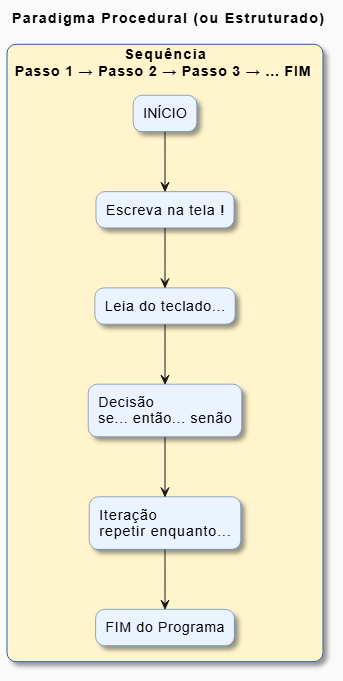 Paradigma Procedural (ou Estruturado)
Sequência
Passo 1 → Passo 2 → Passo 3 → ... FIM
INÍCIO
Escreva na tela !
Leia do teclado...
Decisão
se... então... senão
Iteração
repetir enquanto...
FIM do Programa